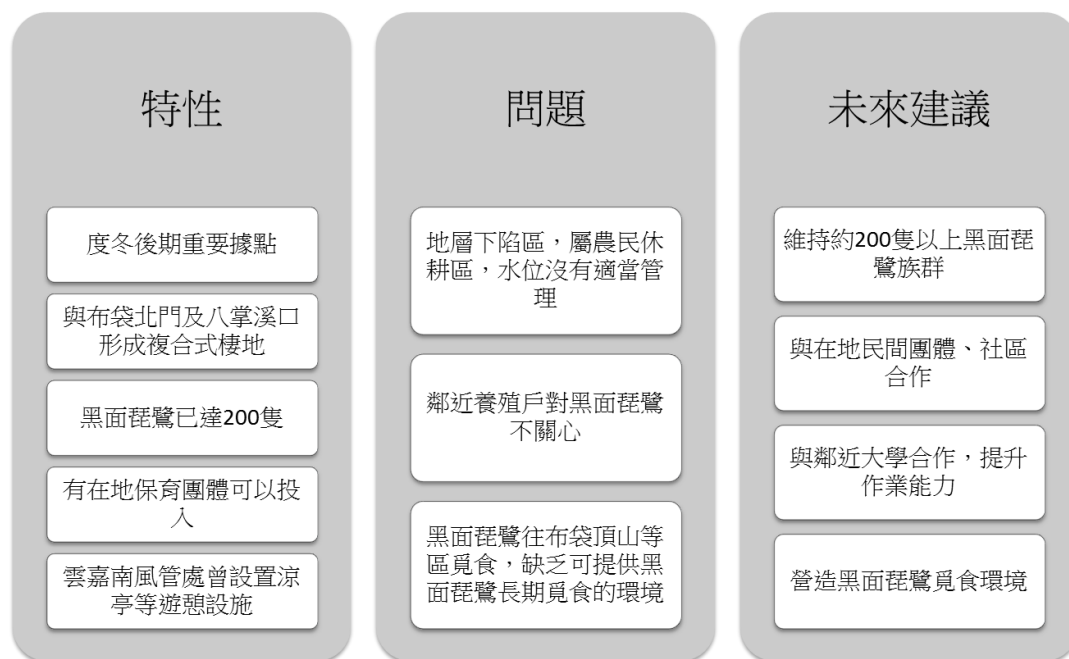 特性
度冬後期重要據點
與布袋北門及八掌溪口
形成複合式棲地
黑面琵鷺已達200隻
有在地保育團體可以投
入
雲嘉南風管處曾設置涼
亭等遊憩設施
問題
地層下陷區，屬農民休
耕區，水位沒有適當管
理
鄰近養殖戶對黑面琵鷺
不關心
黑面琵鷺往布袋頂山等
區覓食，缺乏可提供黑
面琵鷺長期覓食的環境
未來建議
維持約200隻以上黑面琵
鷺族群
與在地民間團體、社區
合作
與鄰近大學合作，提升
作業能力
營造黑面琵鷺覓食環境